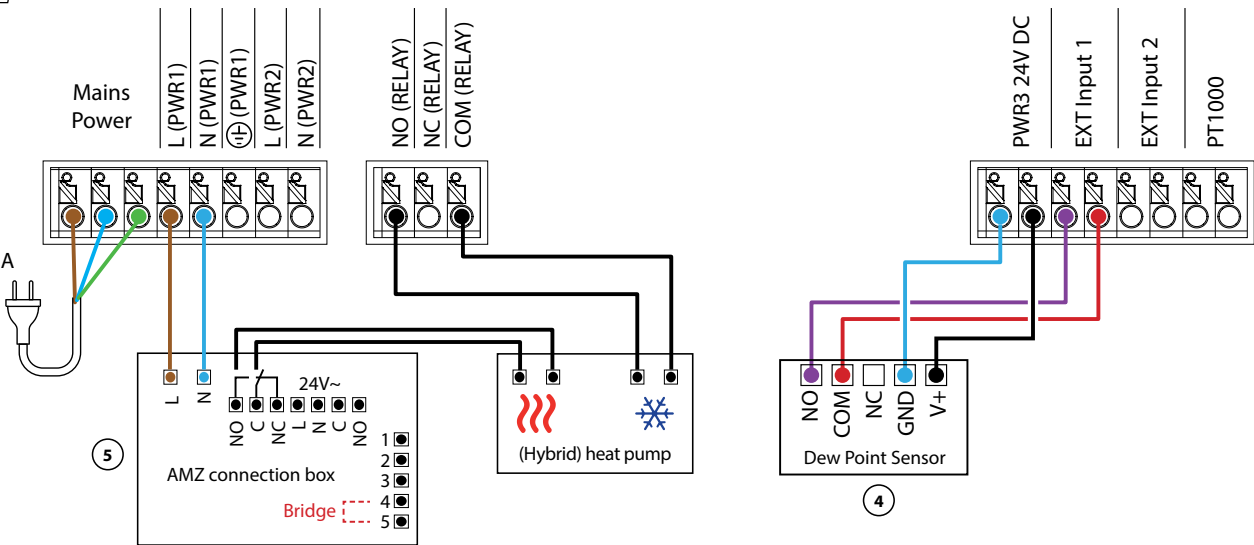 Mains
Power
L (PWR1)
N (PWR1)
(PWR1)
L (PWR2)
N (PWR2)
NO (RELAY)
NC (RELAY)
COM (RELAY)
PWR3 24V DC
EXT Input 1
EXT Input 2
PT1000
A
L
N
24V~
NO
C
NC
L
N
C
NO
1
2
3
4
5
AMZ connection box
Bridge
5
(Hybrid) heat pump
NO
COM
NC
GND
V+
Dew Point Sensor
4